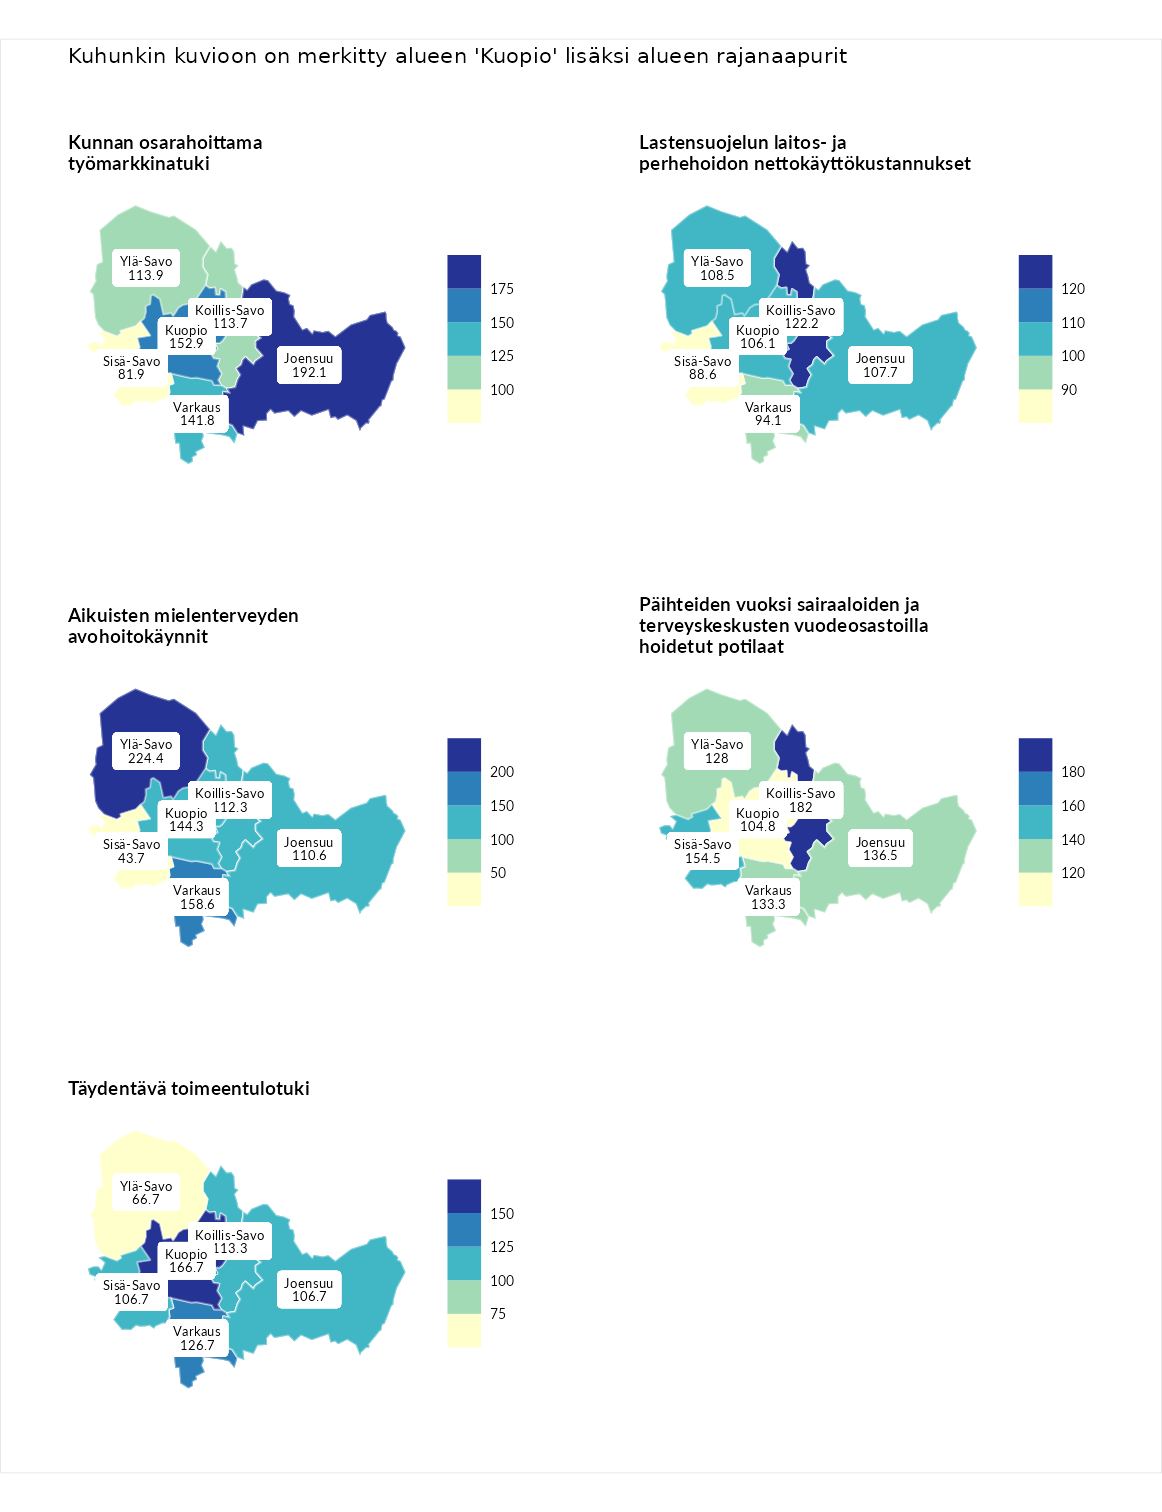 Kuhunkin kuvioon on merkitty alueen 'Kuopio' lisäksi alueen rajanaapurit
Kunnan osarahoittama
työmarkkinatuki
Ylä-Savo
113.9
Koillis-Savo
113.7
Kuopio
152.9
Sisä-Savo
81.9
Joensuu
192.1
Varkaus
141.8
175
150
125
100
Lastensuojelun laitos- ja
perhehoidon nettokäyttökustannukset
Ylä-Savo
108.5
Koillis-Savo
122.2
Kuopio
106.1
Sisä-Savo
88.6
Joensuu
107.7
Varkaus
94.1
120
110
100
90
Aikuisten mielenterveyden
avohoitokäynnit
Ylä-Savo
224.4
Koillis-Savo
112.3
Kuopio
144.3
Sisä-Savo
43.7
Joensuu
110.6
Varkaus
158.6
200
150
100
50
Päihteiden vuoksi sairaaloiden ja
terveyskeskusten vuodeosastoilla
hoidetut potilaat
Ylä-Savo
128
Koillis-Savo
182
Kuopio
104.8
Sisä-Savo
154.5
Joensuu
136.5
Varkaus
133.3
180
160
140
120
Täydentävä toimeentulotuki
Ylä-Savo
66.7
Koillis-Savo
113.3
Kuopio
166.7
Sisä-Savo
106.7
Joensuu
106.7
Varkaus
126.7
150
125
100
75